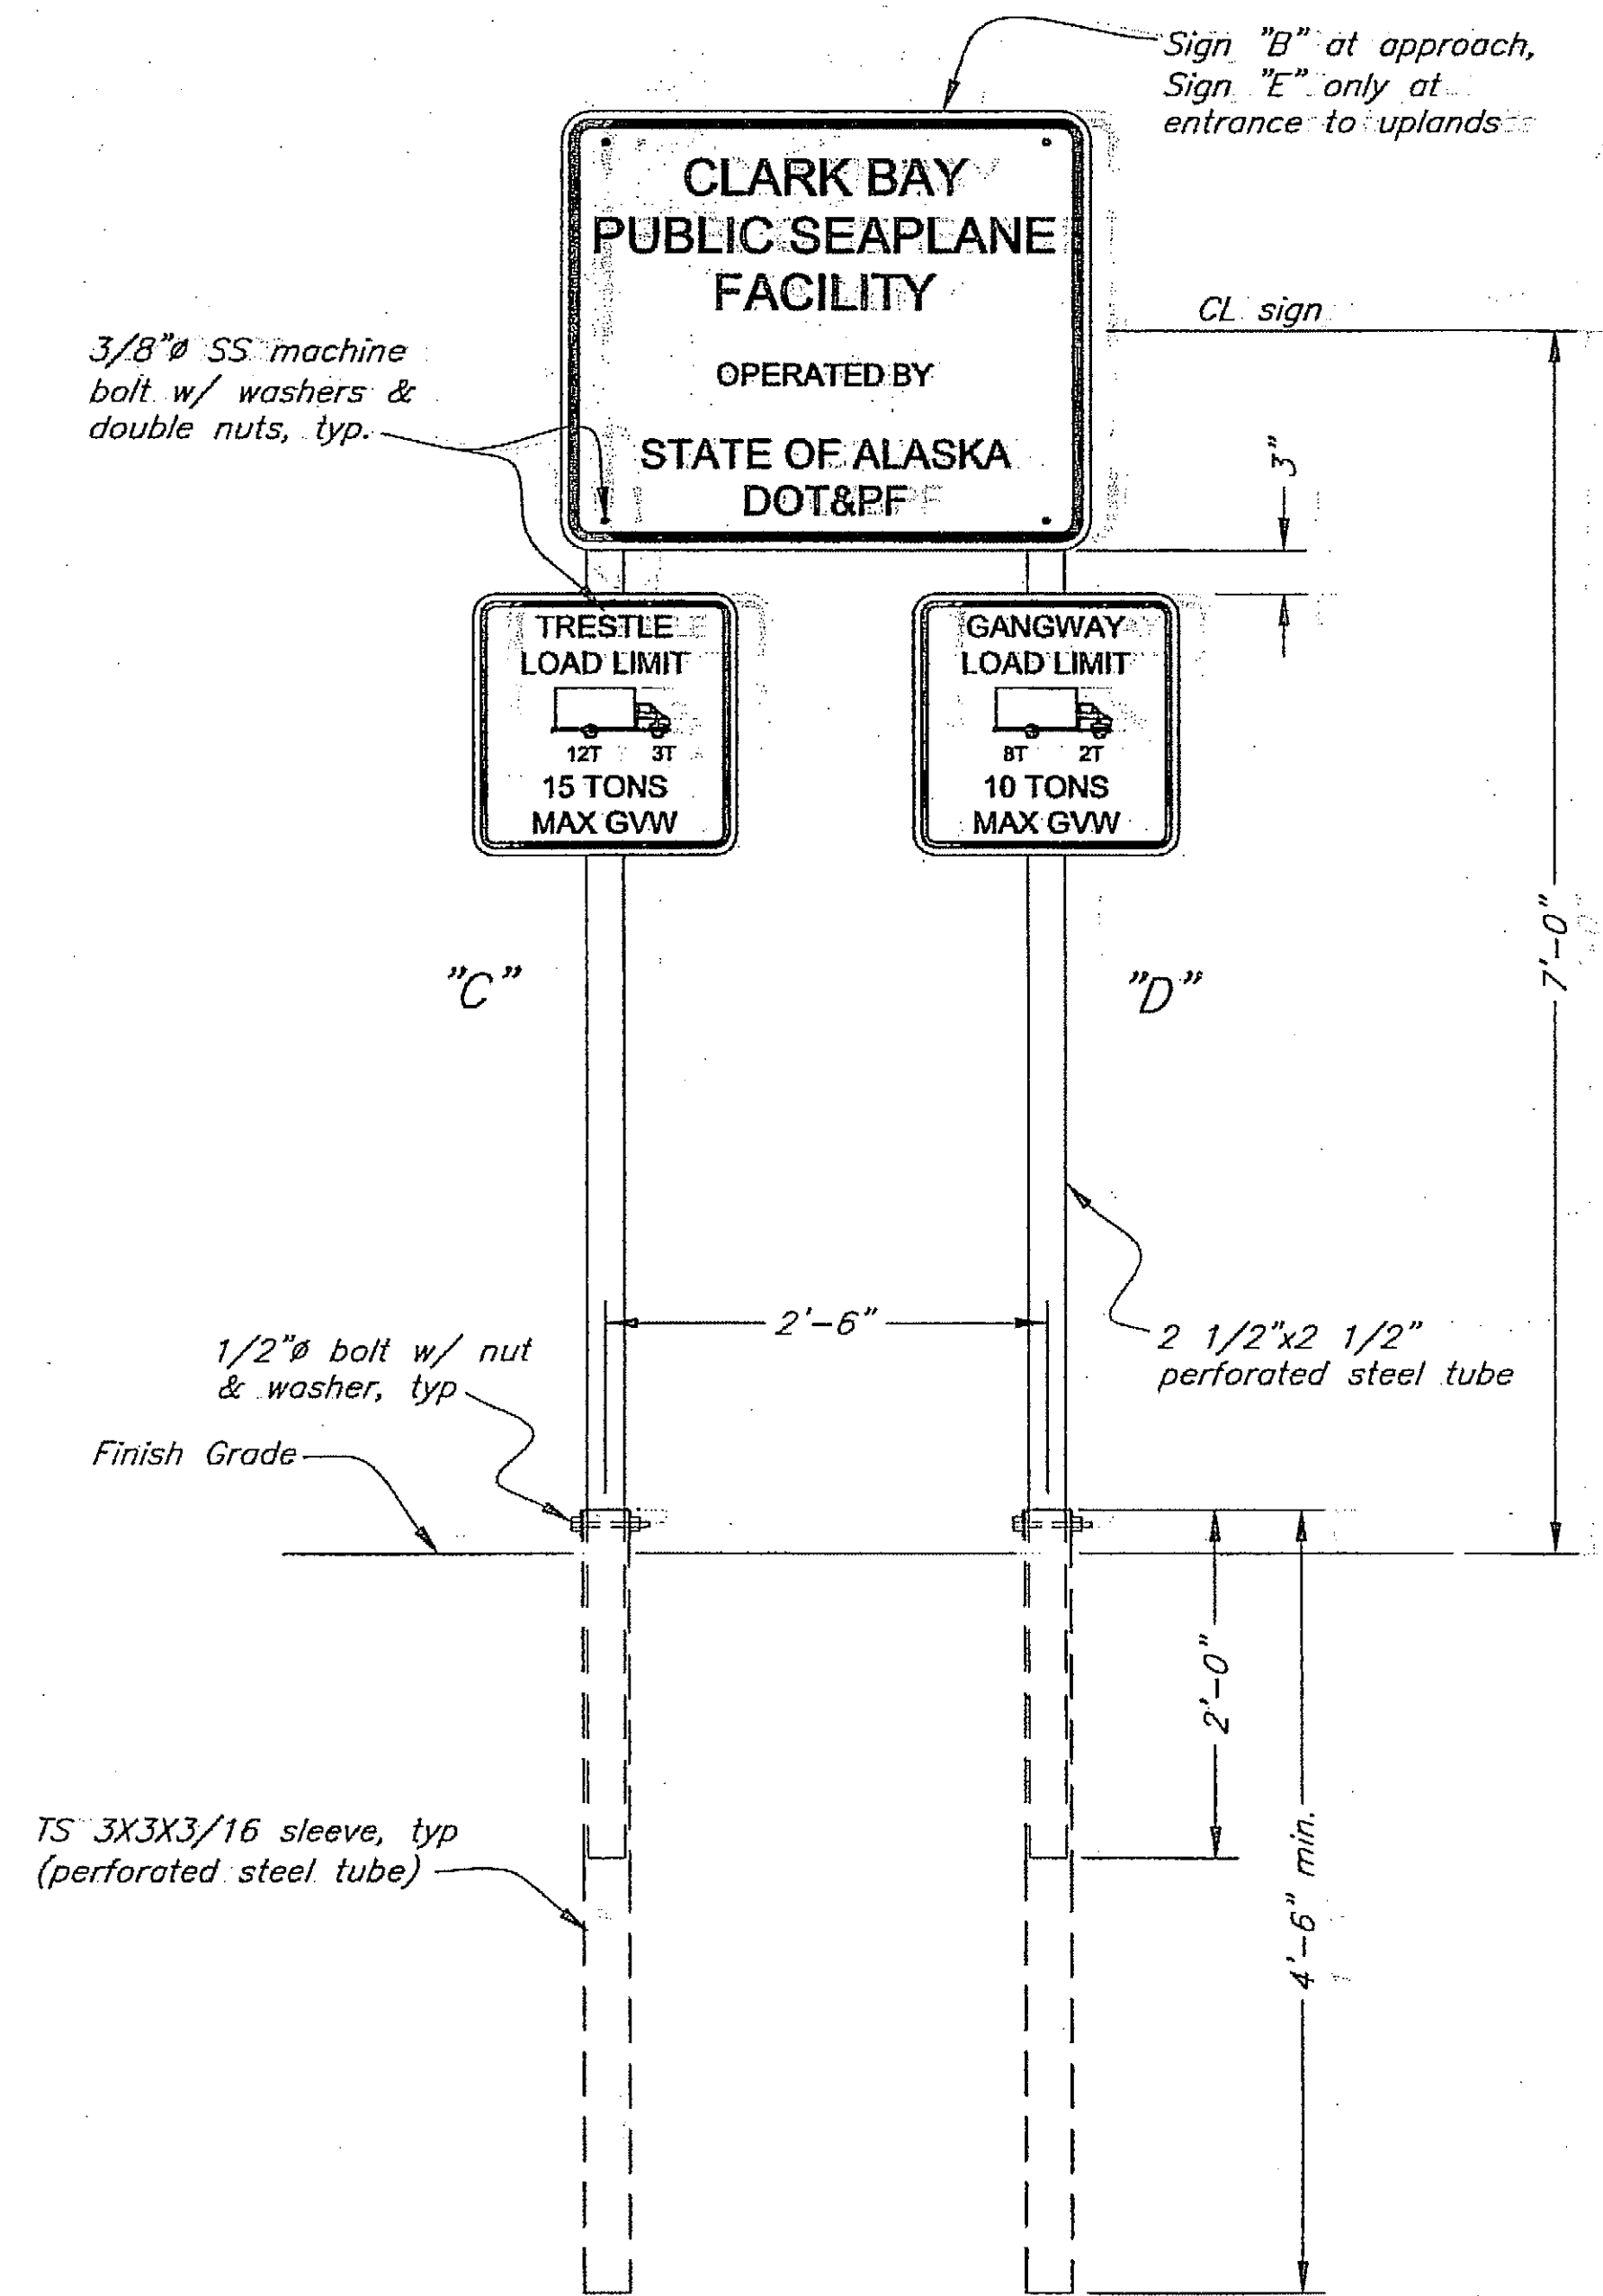 Sign "B" at approach,
Sign "E" only at
entrance to uplands
CLARK BAY
PUBLIC SEAPLANE
FACILITY
OPERATED BY
STATE OF ALASKA
DOT&PF
CL sign
3/8"ø SS machine
bolt w/ washers &
double nuts, typ.
3"
TRESTLE
LOAD LIMIT
12T 3T
15 TONS
MAX GVW
GANGWAY
LOAD LIMIT
8T 2T
10 TONS
MAX GVW
7'-0"
"C"
"D"
2'-6"
2 1/2"x2 1/2"
perforated steel tube
1/2"ø bolt w/ nut
& washer, typ
Finish Grade
2'-0"
4'-6" min.
TS 3X3X3/16 sleeve, typ
(perforated steel tube)